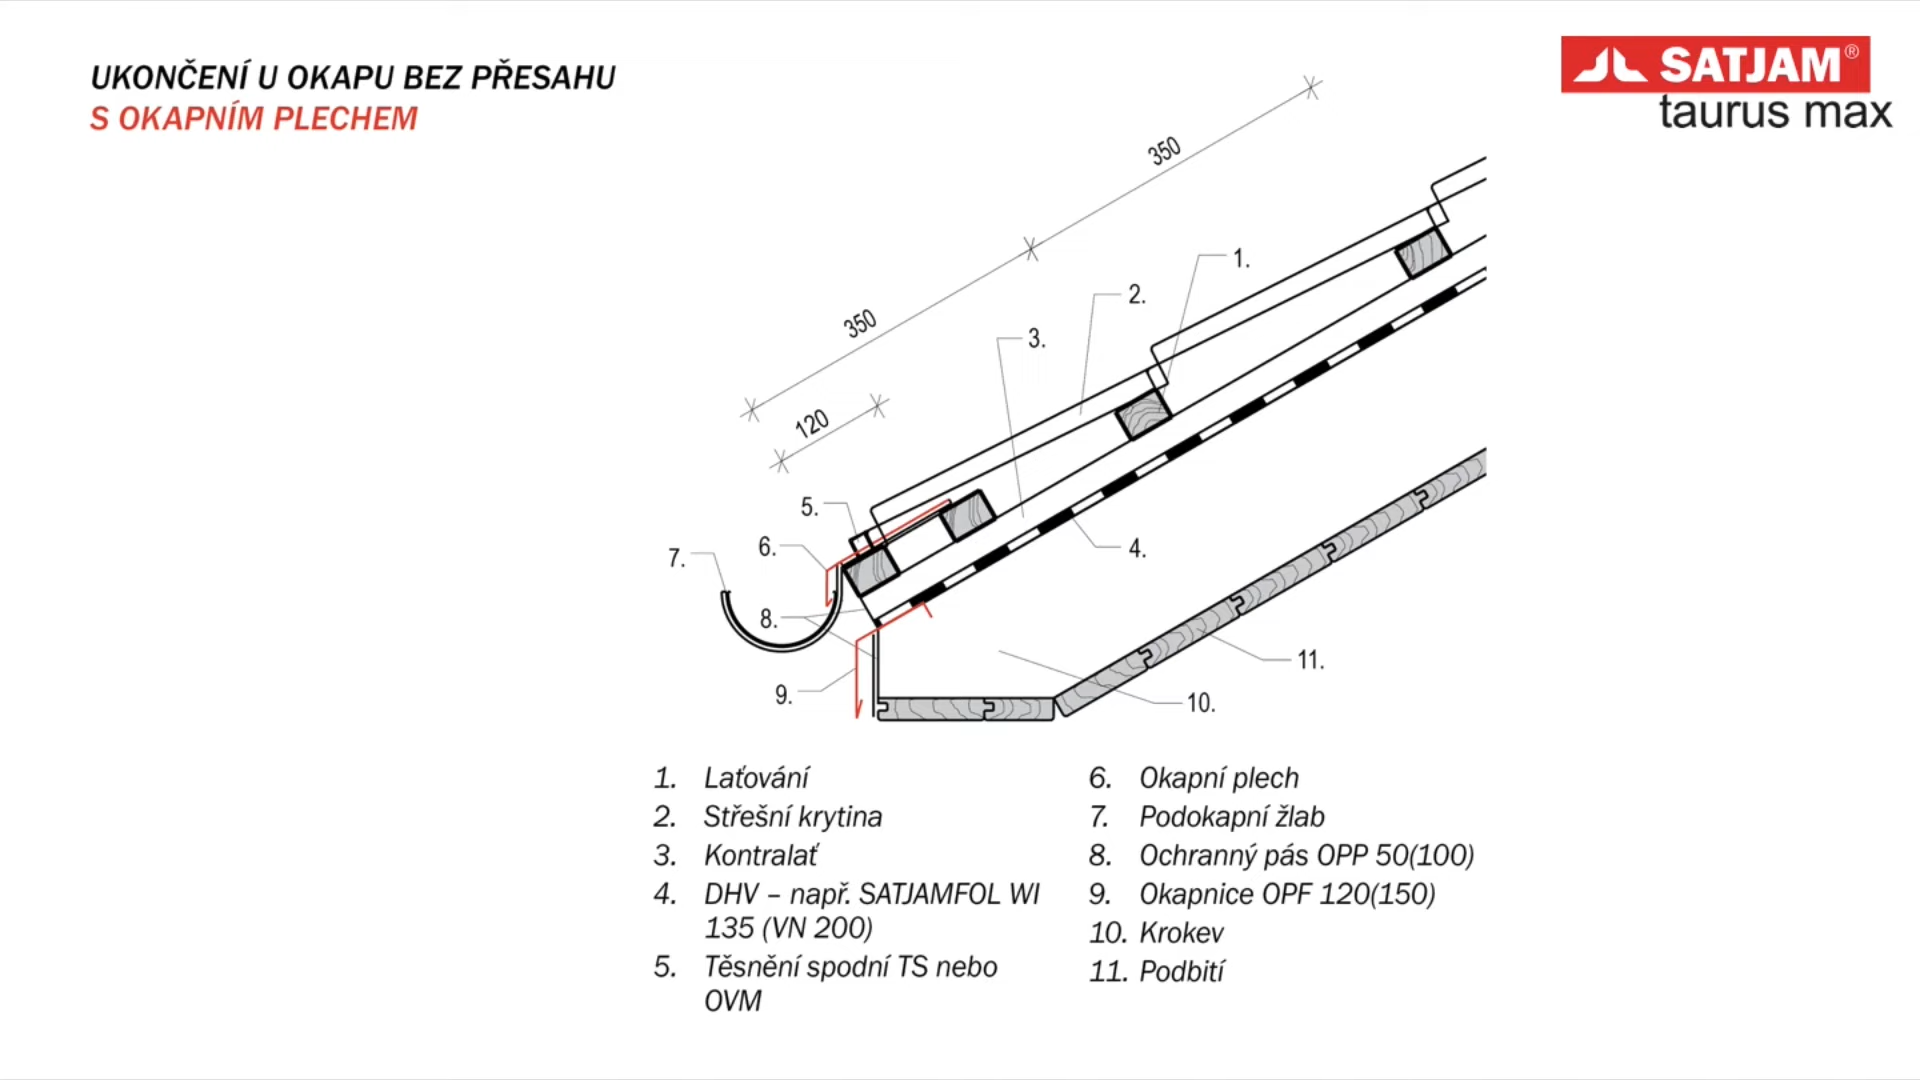 UKONČENÍ U OKAPU BEZ PŘESAHU
S OKAPNÍM PLECHEM
SATJAM®
taurus max
350
350
120
1.
2.
3.
4.
5.
6.
7.
8.
9.
10.
11.
1. Laťování
2. Střešní krytina
3. Kontralať
4. DHV – např. SATJAMFOL WI
135 (VN 200)
5. Těsnění spodní TS nebo
OVM
6. Okapní plech
7. Podokapní žlab
8. Ochranný pás OPP 50(100)
9. Okapnice OPF 120(150)
10. Krokev
11. Podbití